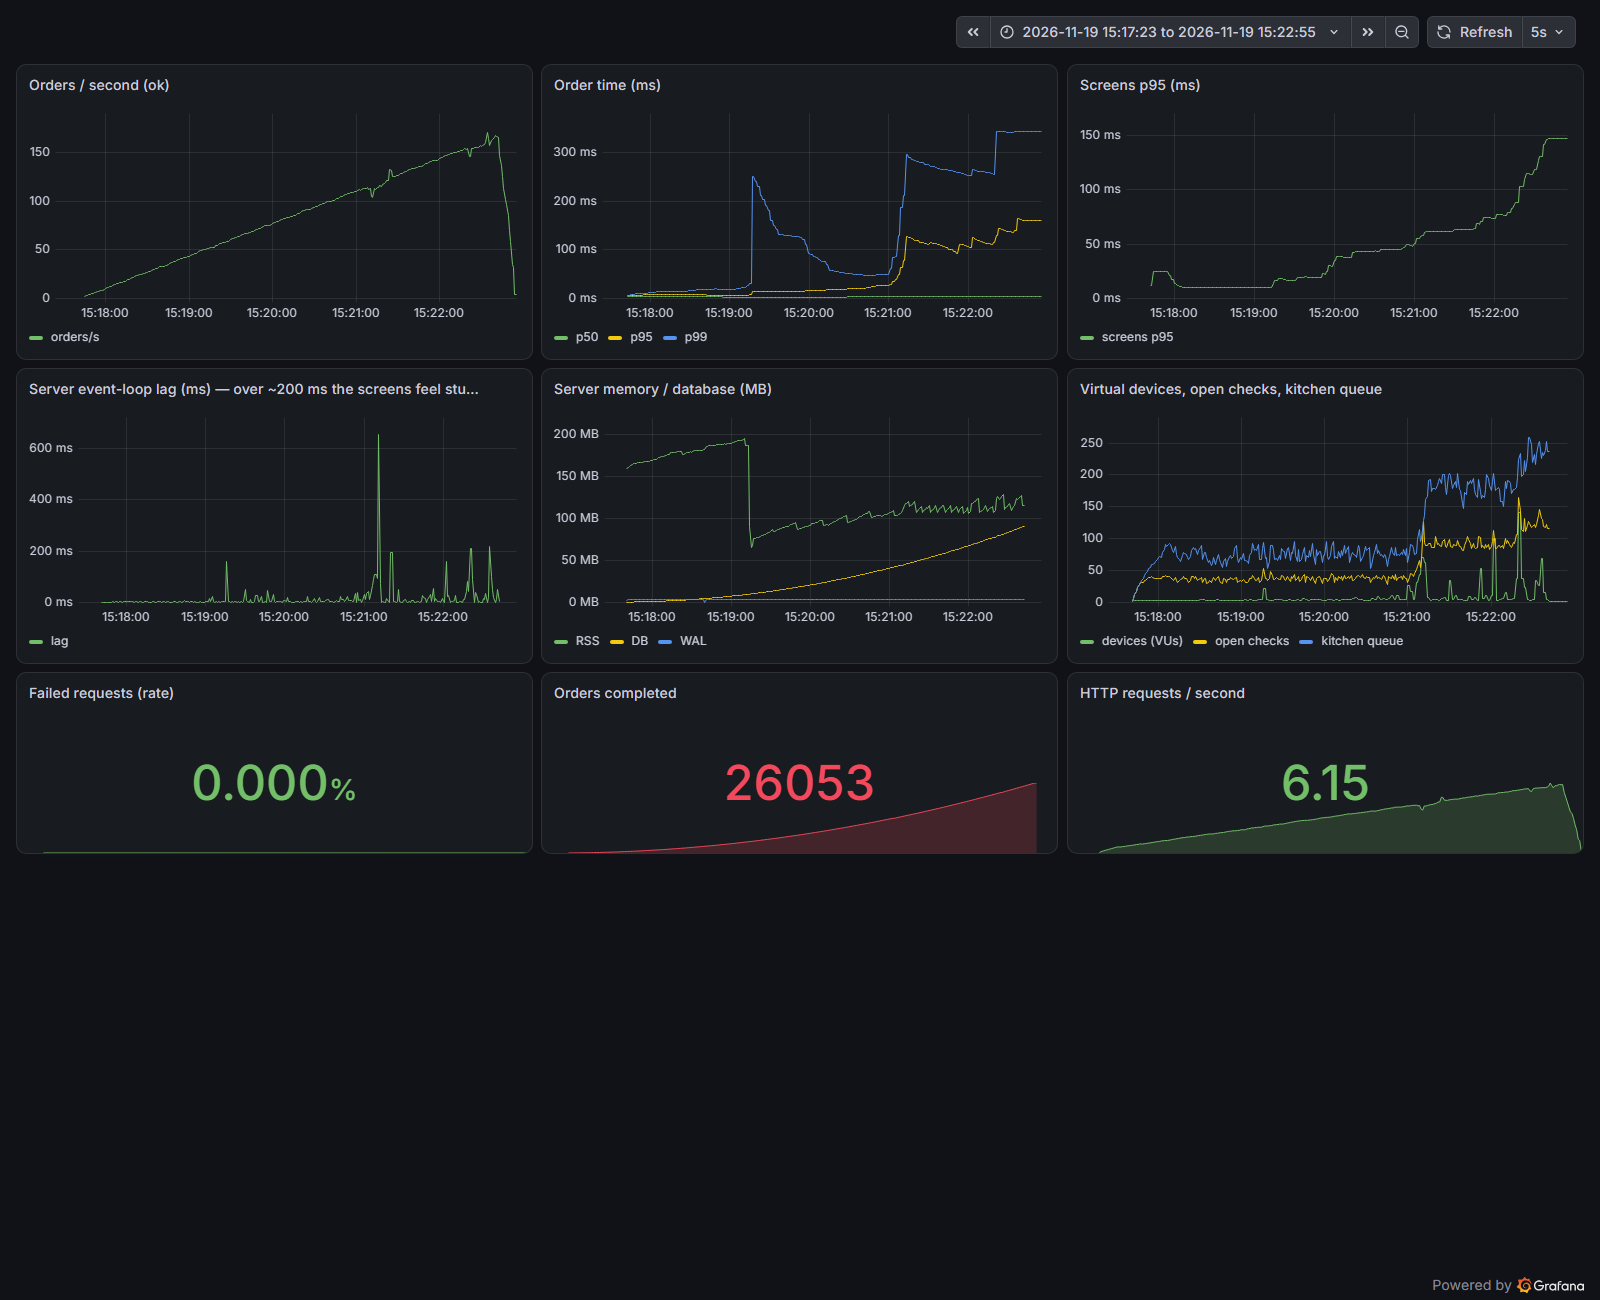 2026-11-19 15:17:23 to 2026-11-19 15:22:55
Refresh
5s
Orders / second (ok)
150
100
50
0
15:18:00 15:19:00 15:20:00 15:21:00 15:22:00
orders/s
Order time (ms)
300 ms
200 ms
100 ms
0 ms
15:18:00 15:19:00 15:20:00 15:21:00 15:22:00
p50 p95 p99
Screens p95 (ms)
150 ms
100 ms
50 ms
0 ms
15:18:00 15:19:00 15:20:00 15:21:00 15:22:00
screens p95
Server event-loop lag (ms) — over ~200 ms the screens feel stu...
600 ms
400 ms
200 ms
0 ms
15:18:00 15:19:00 15:20:00 15:21:00 15:22:00
lag
Server memory / database (MB)
200 MB
150 MB
100 MB
50 MB
0 MB
15:18:00 15:19:00 15:20:00 15:21:00 15:22:00
RSS DB WAL
Virtual devices, open checks, kitchen queue
250
200
150
100
50
0
15:18:00 15:19:00 15:20:00 15:21:00 15:22:00
devices (VUs) open checks kitchen queue
Failed requests (rate)
0.000%
Orders completed
26053
HTTP requests / second
6.15
Powered by Grafana